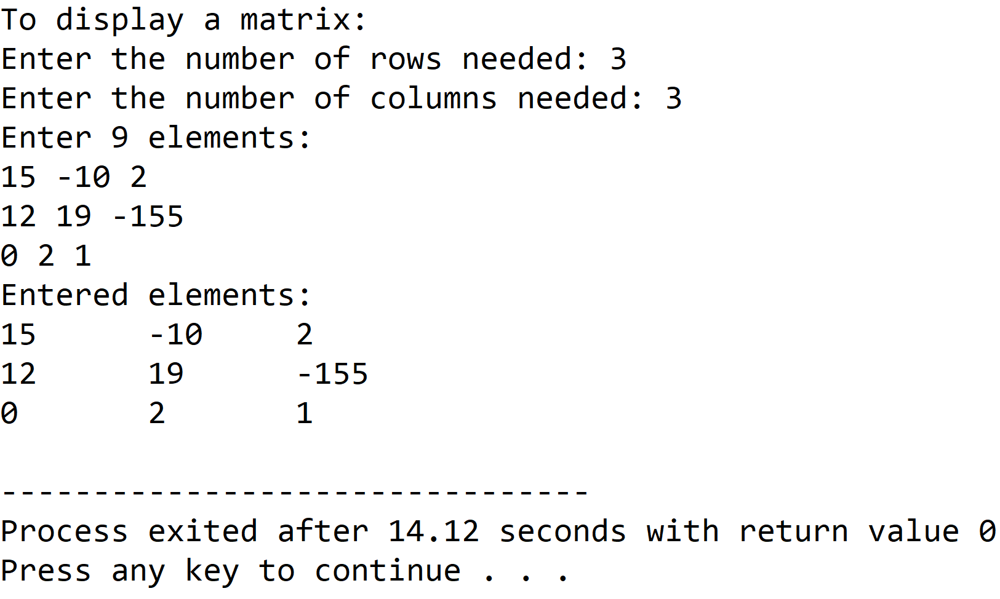 To display a matrix:
Enter the number of rows needed: 3
Enter the number of columns needed: 3
Enter 9 elements:
15 -10 2
12 19 -155
0 2 1
Entered elements:
15      -10     2
12      19      -155
0       2       1

--------------------------------
Process exited after 14.12 seconds with return value 0
Press any key to continue . . .